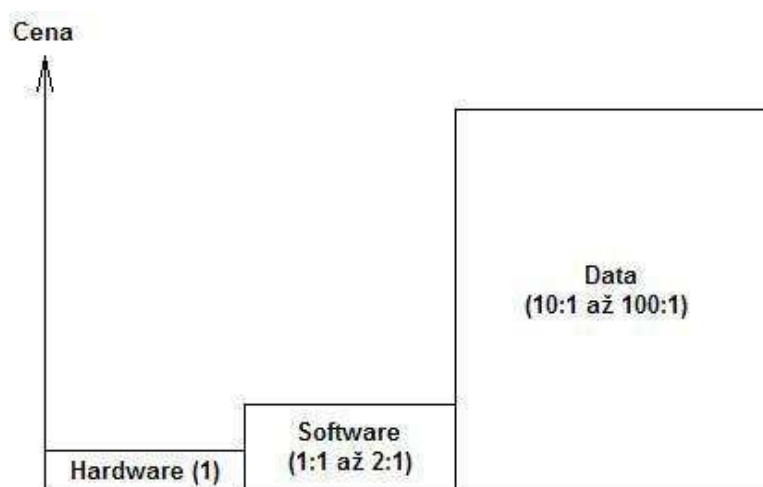 Cena
Data
(10:1 až 100:1)
Software
(1:1 až 2:1)
Hardware (1)